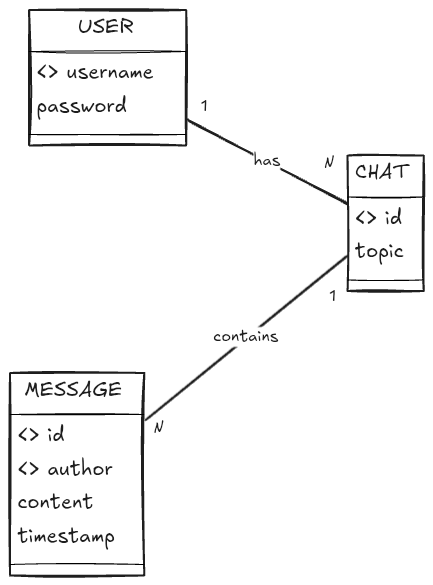 USER
<> username
password
1
has
N
CHAT
<> id
topic
1
contains
N
MESSAGE
<> id
<> author
content
timestamp